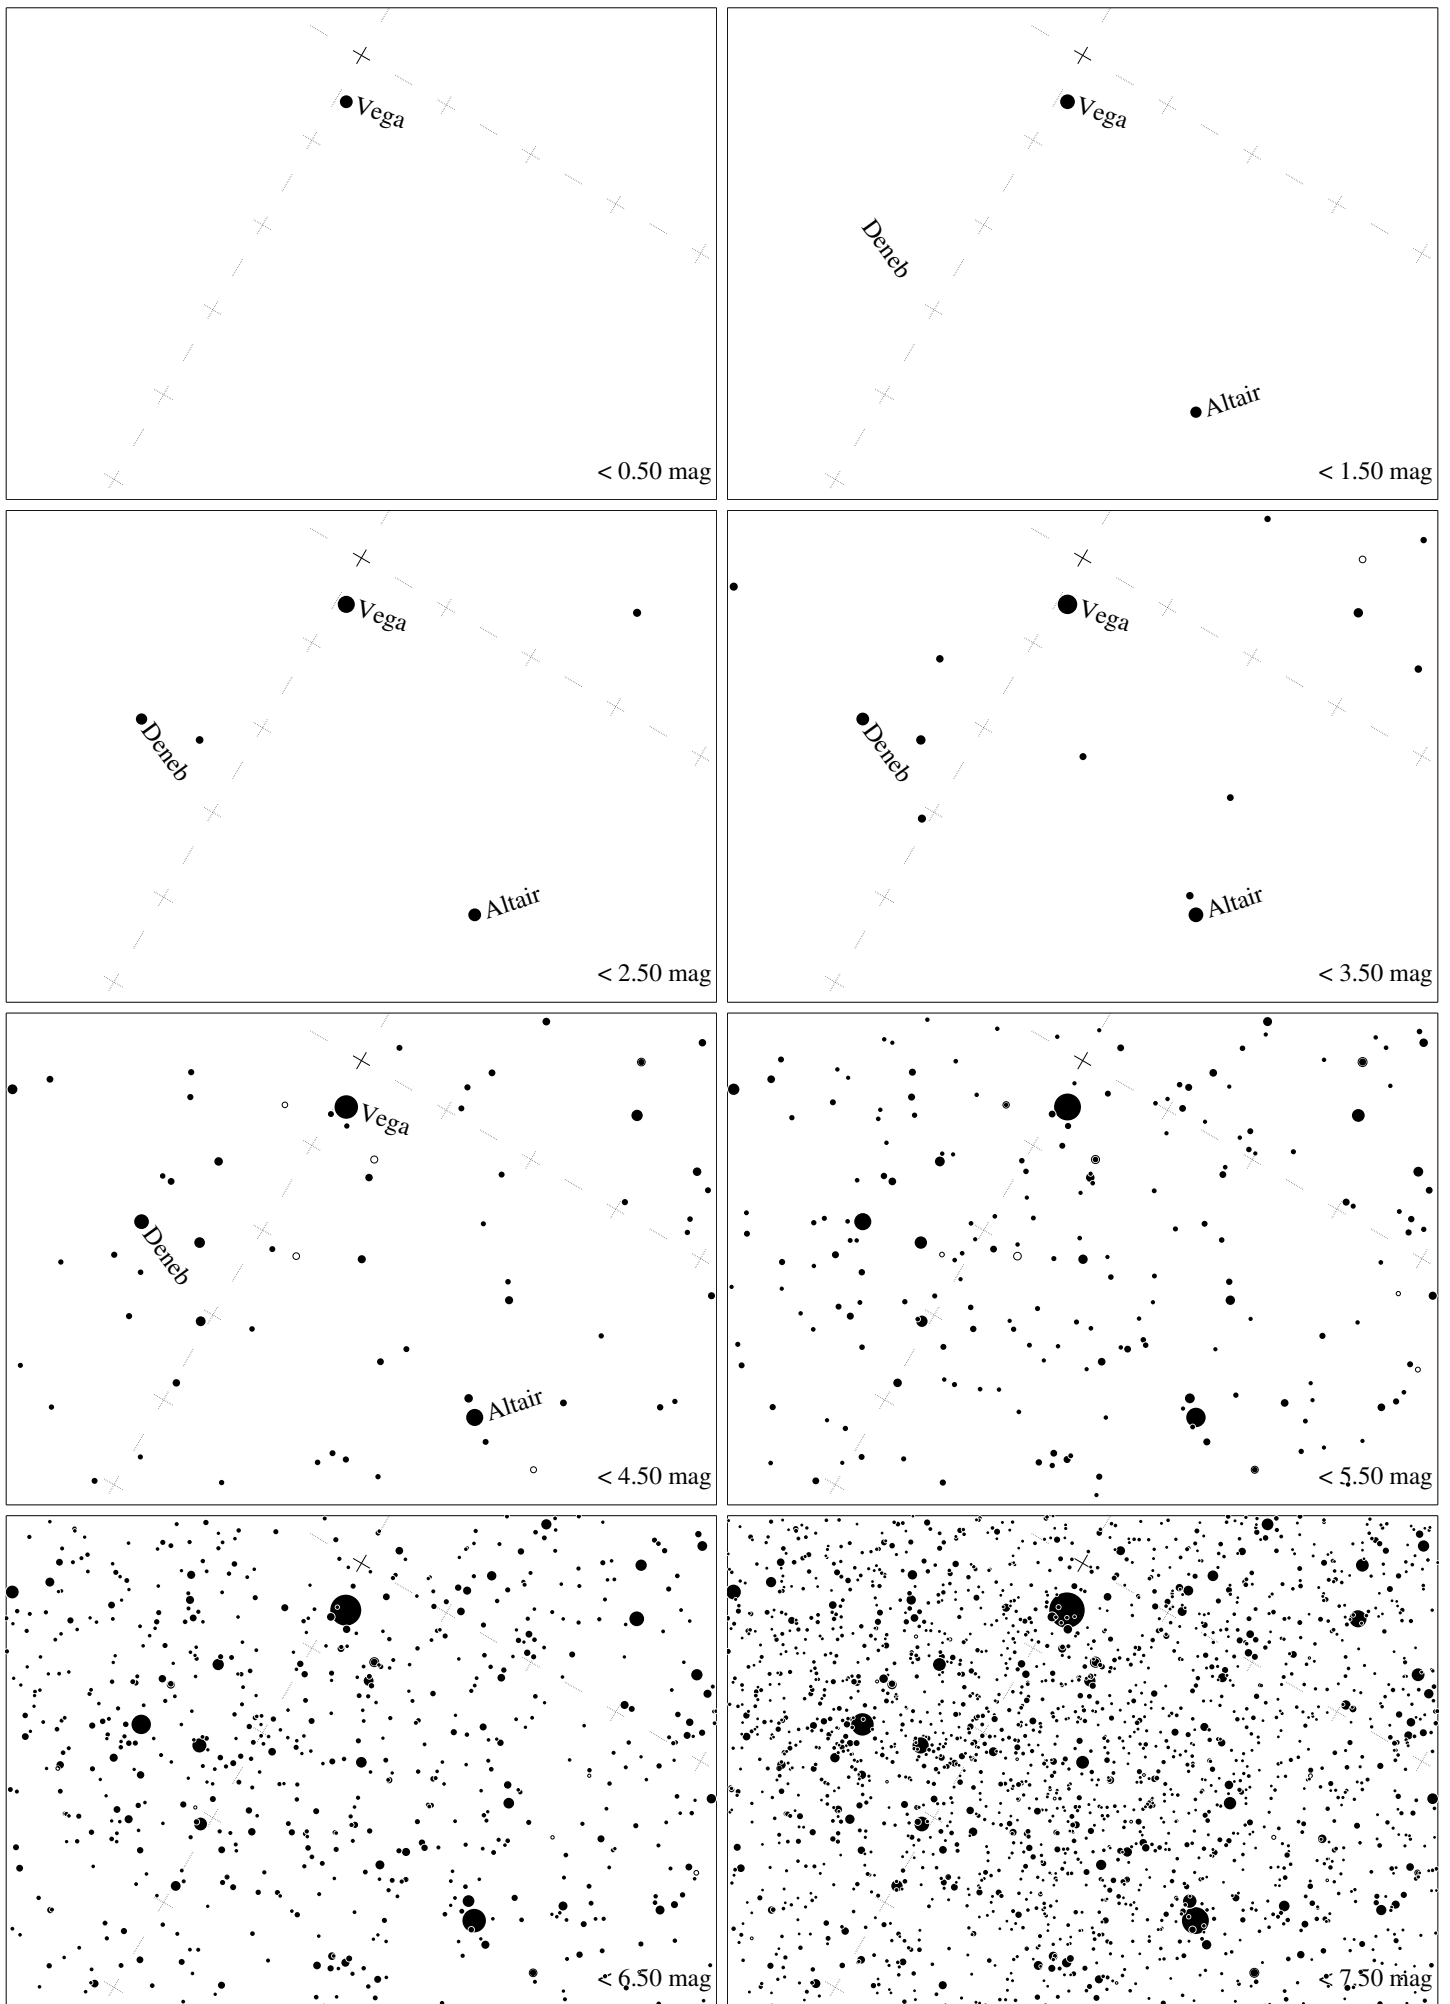 Vega
< 0.50 mag
Vega
Deneb
Altair
< 1.50 mag
Vega
Deneb
Altair
< 2.50 mag
Vega
Deneb
Altair
< 3.50 mag
Vega
Deneb
Altair
< 4.50 mag
< 5.50 mag
< 6.50 mag
< 7.50 mag